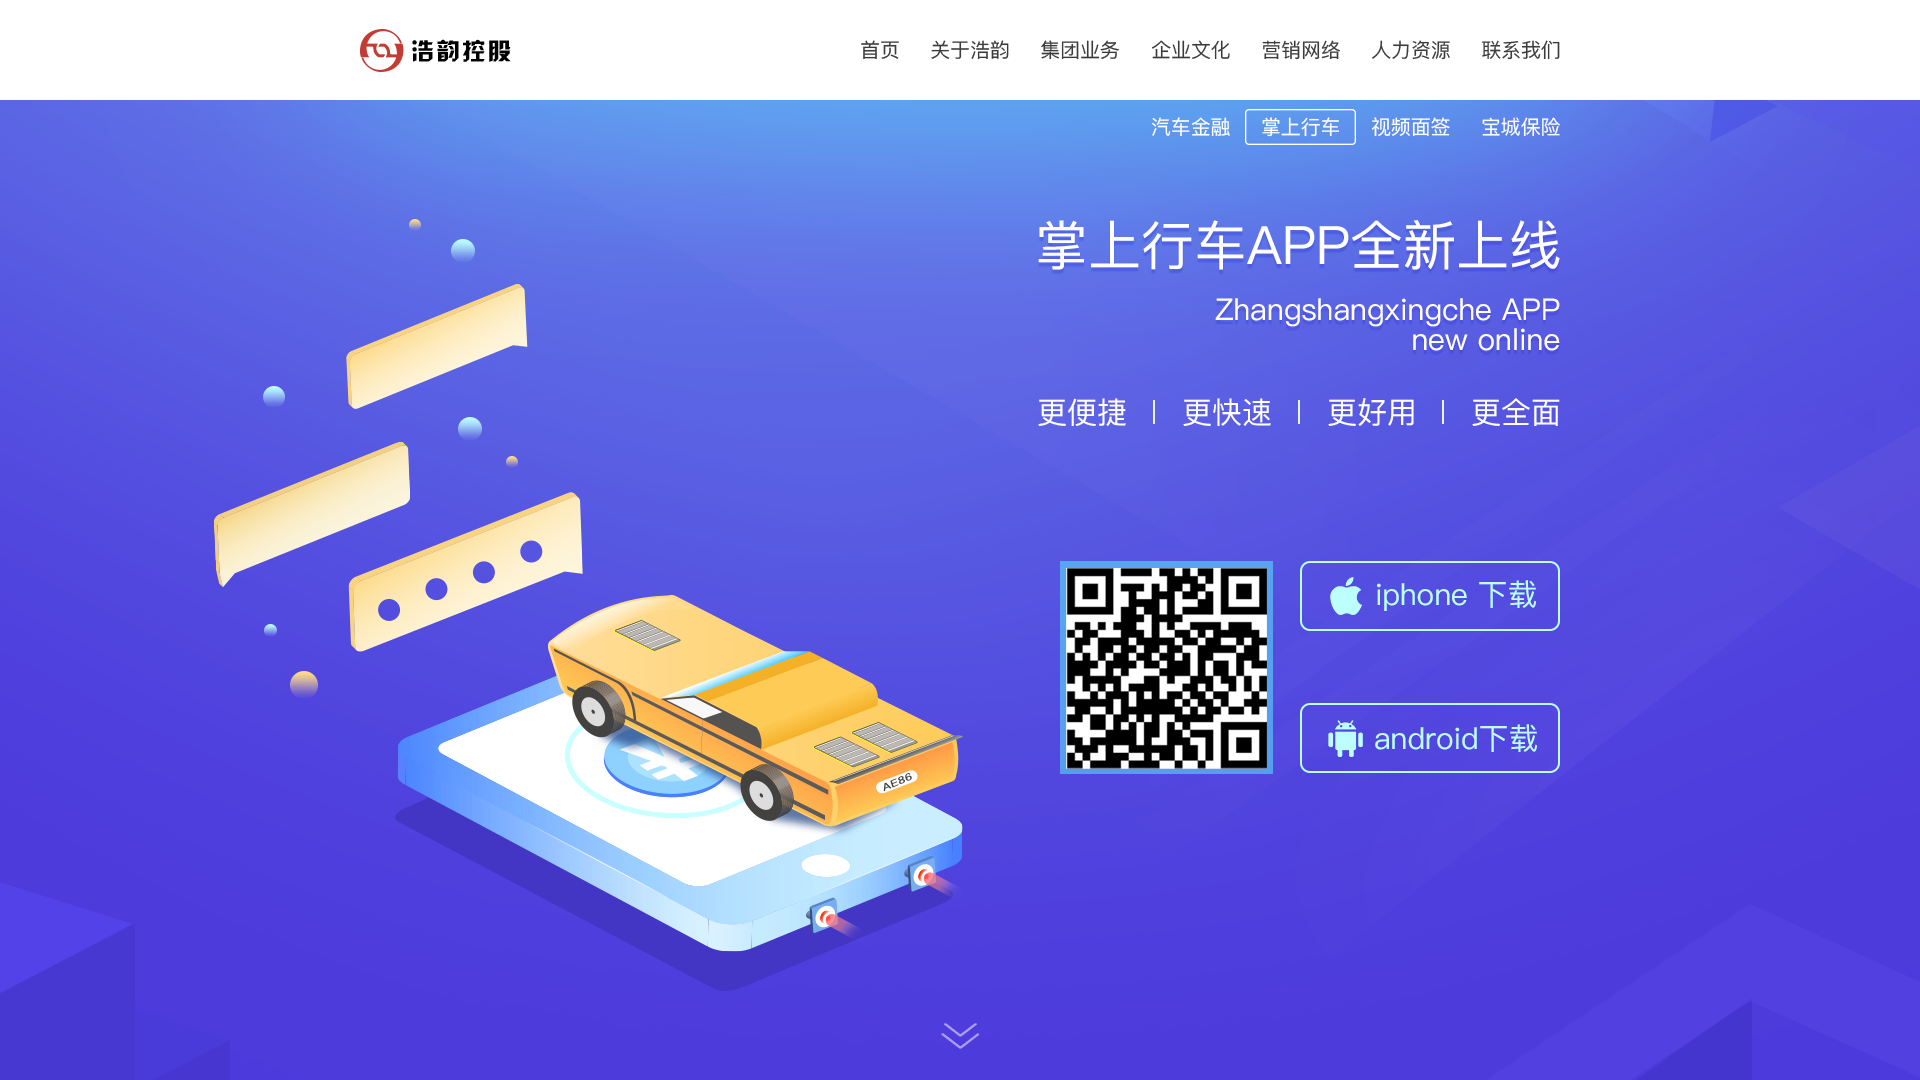 浩韵控股
首页 关于浩韵 集团业务 企业文化 营销网络 人力资源 联系我们
汽车金融 掌上行车 视频面签 宝城保险
掌上行车APP全新上线
Zhangshangxingche APP
new online
更便捷 | 更快速 | 更好用 | 更全面
iphone 下载
android下载
AE86